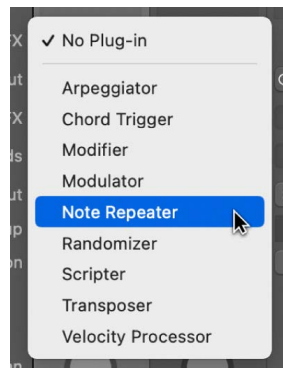 ✓ No Plug-in
Arpeggiator
Chord Trigger
Modifier
Modulator
Note Repeater
Randomizer
Scripter
Transposer
Velocity Processor